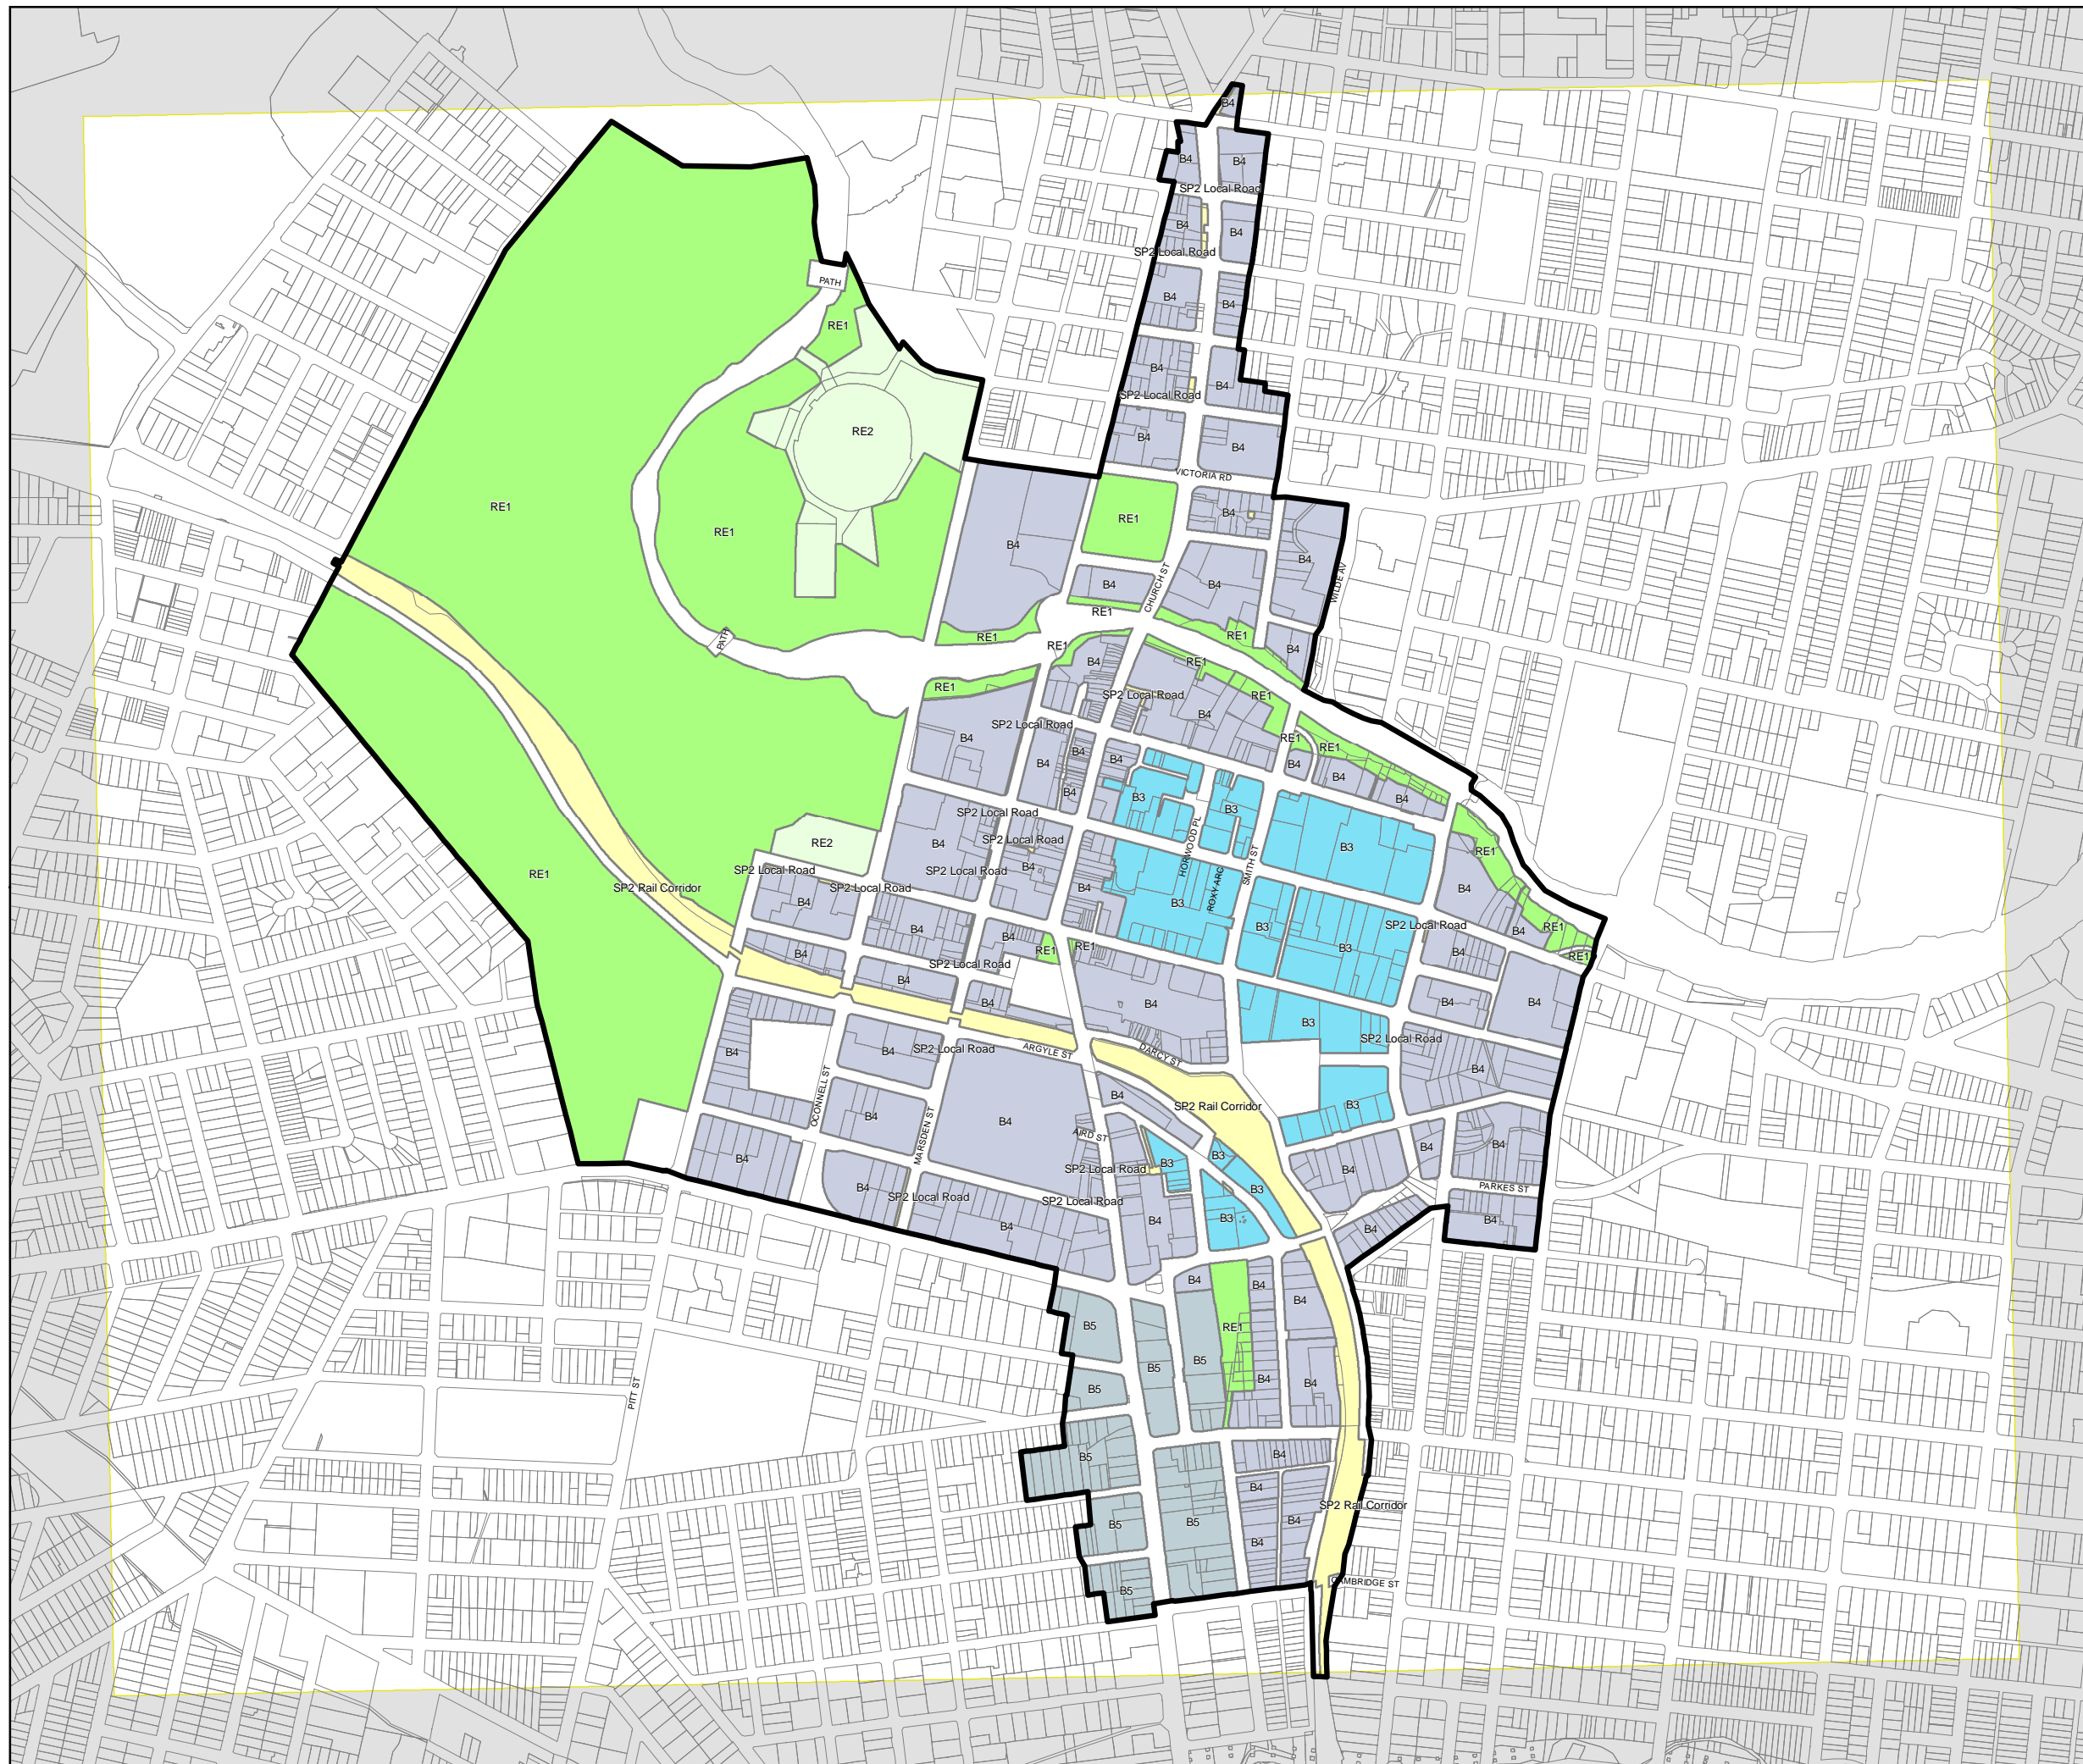 B4
B4
B4
SP2 Local Road
B4
B4
SP2 Local Road
PATH
B4
B4
RE1
B4
B4
SP2 Local Road
RE2
B4
B4
VICTORIA RD
RE1
RE1
B4
RE1
B4
B4
B4
CHURCH ST
B4
B4
WILDE AV
RE1
RE1
RE1
PATH
RE1
B4
RE1
B4
RE1
SP2 Local Road
RE1
SP2 Local Road
B4
B4
RE1
RE1
B4
B4
B4
B4
B4
B4
B3
B4
B4
B3
SP2 Local Road
HORWOOD PL
SP2 Local Road
RE2
B4
B3
RE1
SMITH ST
SP2 Local Road
SP2 Local Road
B4
RE1
SP2 Rail Corridor
SP2 Local Road
B4
B4
ROXY ARC
B4
B3
B3
SP2 Local Road
B4
B4
RE1
B4
RE1
RE1
B3
B4
B4
RE1
SP2 Local Road
B4
B4
B4
B4
B4
B3
SP2 Local Road
B4
B4
SP2 Local Road
ARGYLE ST
DARCY ST
B4
OCONNELL ST
B4
SP2 Rail Corridor
B3
B4
B4
MARSDEN ST
AIRD ST
B4
B4
B4
B3
B3
SP2 Local Road
B4
B4
B4
SP2 Local Road
SP2 Local Road
B3
PARKES ST
B4
B4
B3
B4
B4
B4
B4
B4
B5
RE1
B5
B5
B5
B4
B4
B5
B4
B4
PITT ST
SP2 Rail Corridor
B5
B5
B4
B4
B5
CAMBRIDGE ST